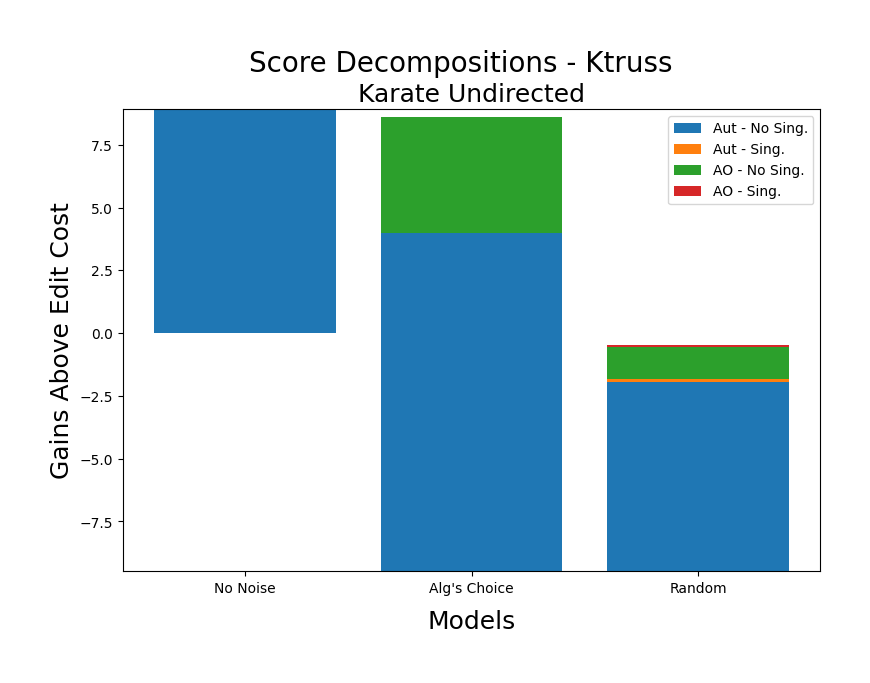 Score Decompositions - Ktruss
Karate Undirected
Gains Above Edit Cost
7.5
5.0
2.5
0.0
−2.5
−5.0
−7.5
Aut - No Sing.
Aut - Sing.
AO - No Sing.
AO - Sing.
No Noise
Alg's Choice
Random
Models